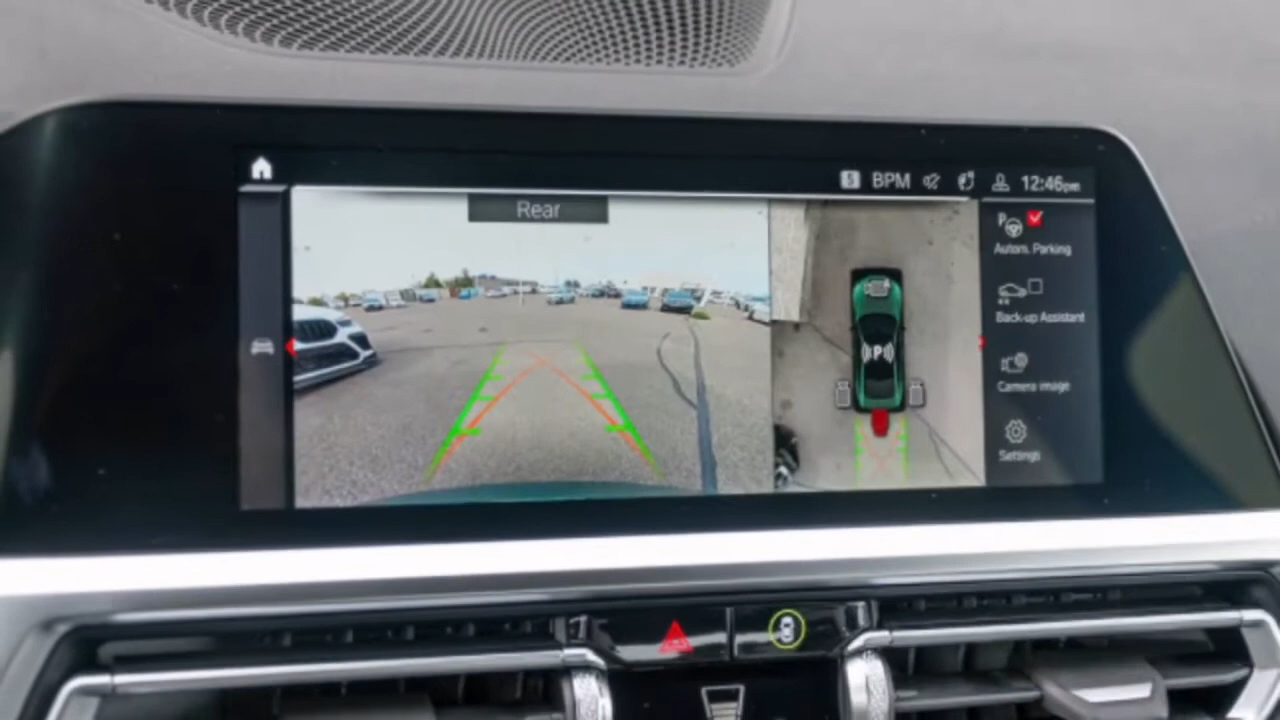 S BPM 12:46pm
Rear
P
Autom. Parking
Back-up Assistant
Camera image
Settings
(P)